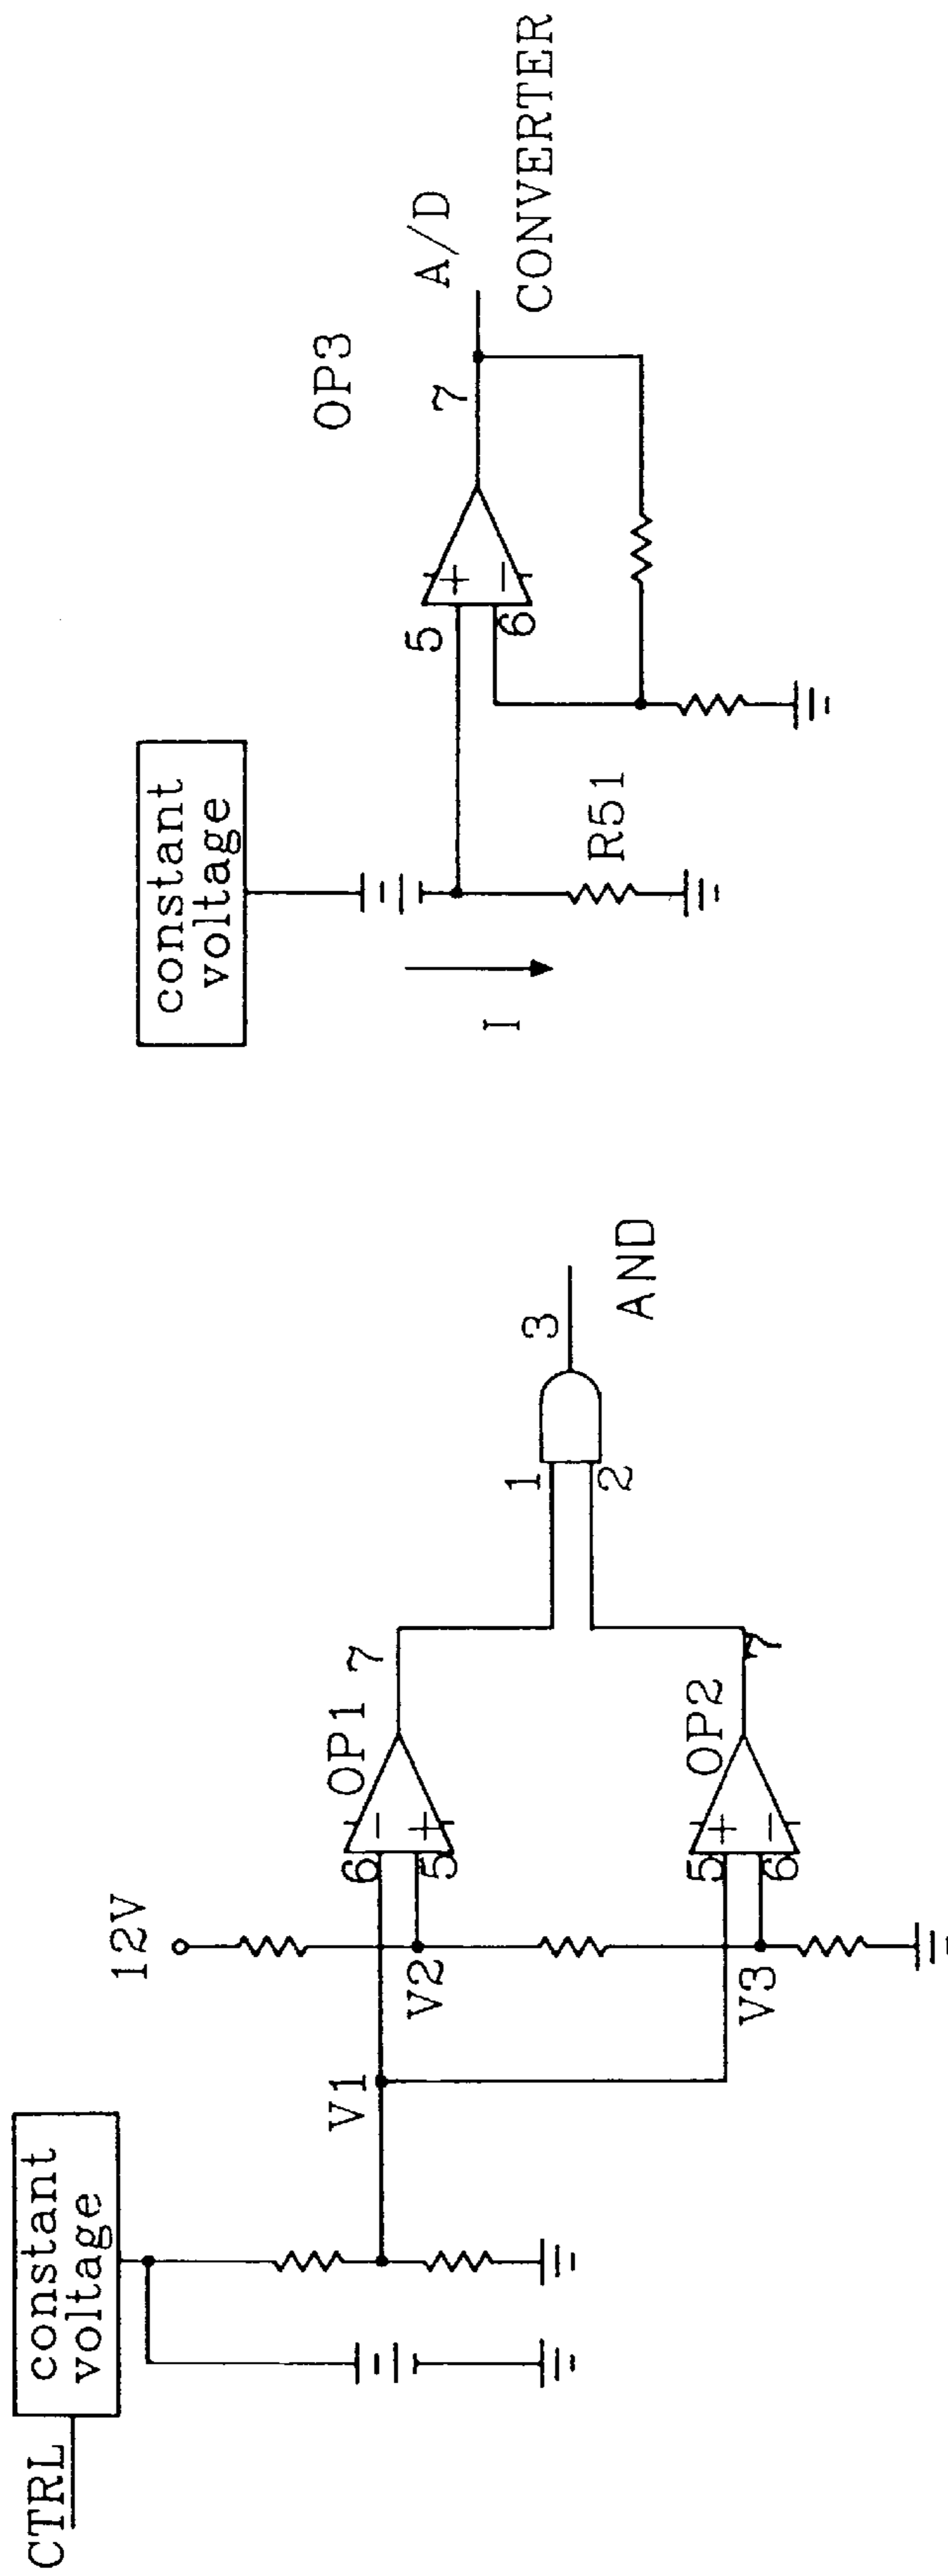 CTRL
constant
voltage
12V
V1
V2
V3
6
-
+
5
OP1
7
5
+
-
6
OP2
7
1
2
3
AND
constant
voltage
I
R51
5
+
-
6
OP3
7
A/D
CONVERTER